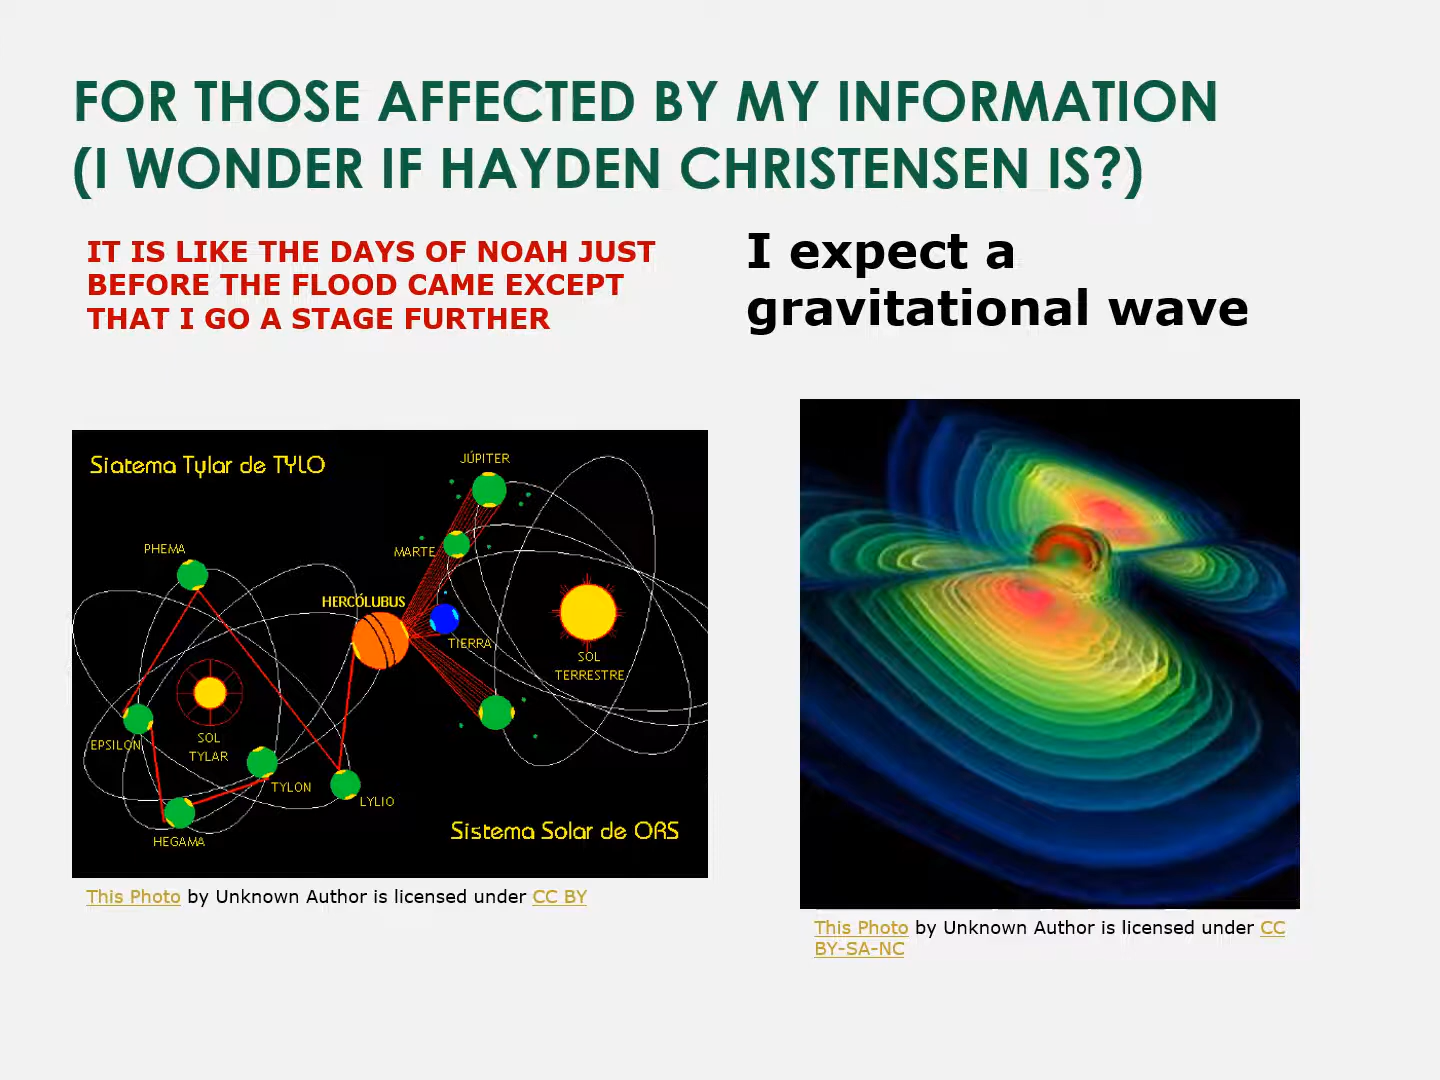 FOR THOSE AFFECTED BY MY INFORMATION
(I WONDER IF HAYDEN CHRISTENSEN IS?)
IT IS LIKE THE DAYS OF NOAH JUST
BEFORE THE FLOOD CAME EXCEPT
THAT I GO A STAGE FURTHER
I expect a
gravitational wave
Siatema Tylar de TYLO
JÚPITER
PHEMA
MARTE
HERCÓLUBUS
TIERRA
SOL
TERRESTRE
EPSILON
SOL
TYLAR
TYLON
LYLIO
HEGAMA
Sistema Solar de ORS
This Photo by Unknown Author is licensed under CC BY
This Photo by Unknown Author is licensed under CC
BY-SA-NC